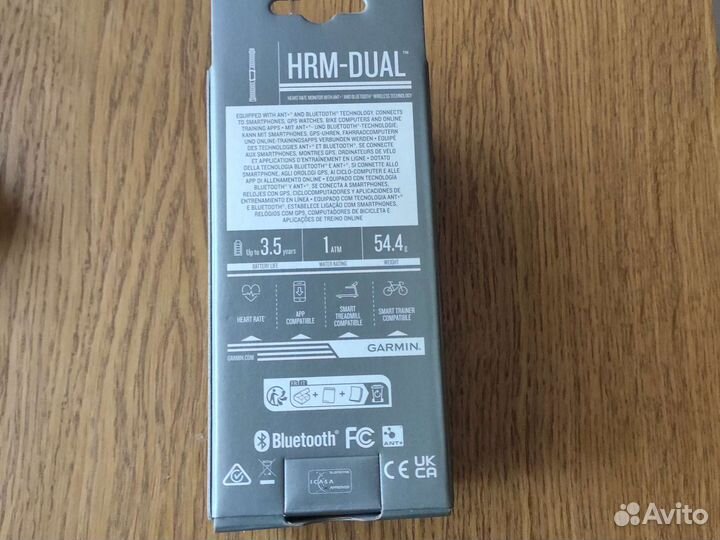 HRM-DUAL™
HEART RATE MONITOR WITH ANT+® AND BLUETOOTH® WIRELESS TECHNOLOGY
EQUIPPED WITH ANT+® AND BLUETOOTH® TECHNOLOGY, CONNECTS
TO SMARTPHONES, GPS WATCHES, BIKE COMPUTERS AND ONLINE
TRAINING APPS • MIT ANT+®- UND BLUETOOTH®-TECHNOLOGIE;
KANN MIT SMARTPHONES, GPS-UHREN, FAHRRADCOMPUTERN
UND ONLINE-TRAININGSAPPS VERBUNDEN WERDEN • ÉQUIPÉ
DES TECHNOLOGIES ANT+ ET BLUETOOTH®, SE CONNECTE
AUX SMARTPHONES, MONTRES GPS, ORDINATEURS DE VÉLO
ET APPLICATIONS D'ENTRAÎNEMENT EN LIGNE • DOTATO
DELLA TECNOLOGIA BLUETOOTH® E ANT+, SI CONNETTE ALLO
SMARTPHONE, AGLI OROLOGI GPS, AI CICLO-COMPUTER E ALLE
APP DI ALLENAMENTO ONLINE • EQUIPADO CON TECNOLOGÍA
BLUETOOTH® Y ANT+, SE CONECTA A SMARTPHONES,
RELOJES CON GPS, CICLOCOMPUTADORES Y APLICACIONES DE
ENTRENAMIENTO EN LÍNEA • EQUIPADO COM TECNOLOGIA ANT+®
E BLUETOOTH®, ESTABELECE LIGAÇÃO COM SMARTPHONES,
RELÓGIOS COM GPS, COMPUTADORES DE BICICLETA E
APLICAÇÕES DE TREINO ONLINE
Up to 3.5 years
BATTERY LIFE
1 ATM
WATER RATING
54.4 g
WEIGHT
HEART RATE
APP
COMPATIBLE
SMART
TREADMILL
COMPATIBLE
SMART TRAINER
COMPATIBLE
GARMIN.COM
GARMIN
FR IT
Bluetooth®
FC
ANT+
ICASA
APPROVED
CE
UK
CA
Avito